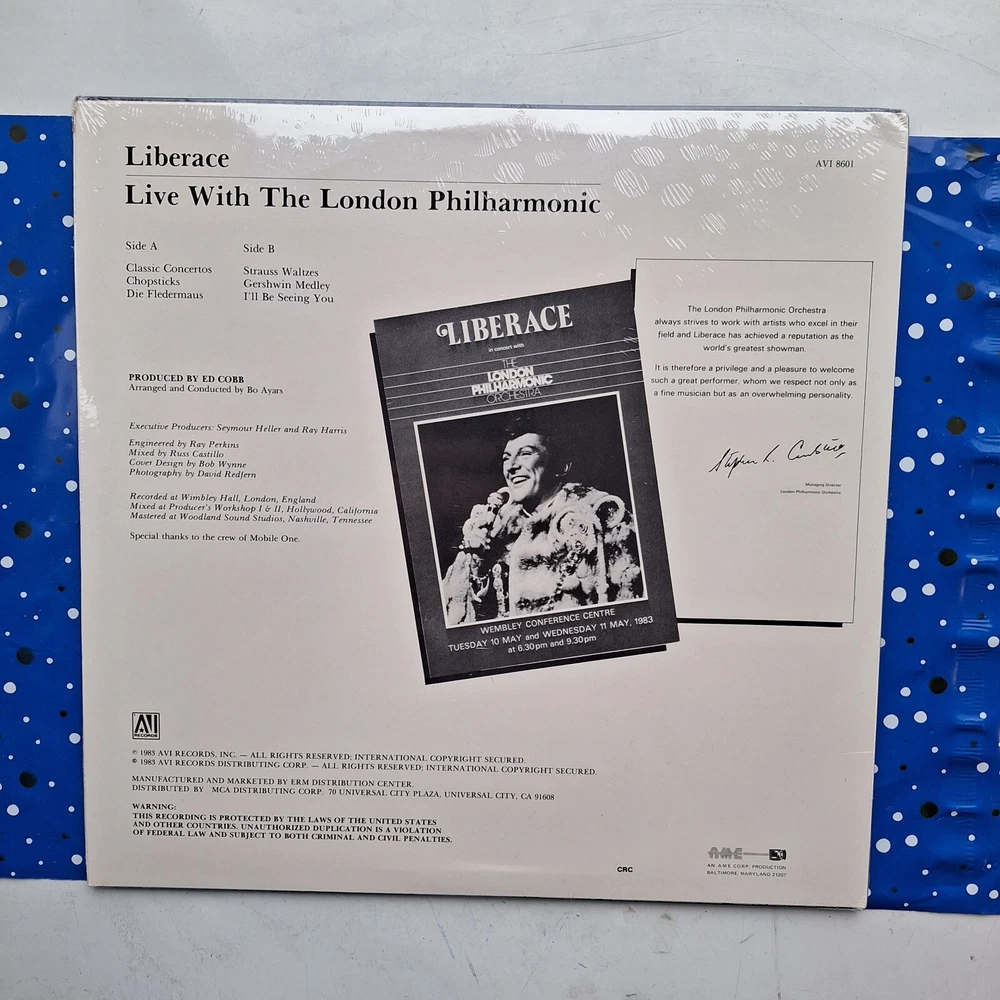 Liberace
AVI 8601
Live With The London Philharmonic
Side A
Classic Concertos
Chopsticks
Die Fledermaus
Side B
Strauss Waltzes
Gershwin Medley
I'll Be Seeing You
PRODUCED BY ED COBB
Arranged and Conducted by Bo Ayars
Executive Producers: Seymour Heller and Ray Harris
Engineered by Ray Perkins
Mixed by Russ Castillo
Cover Design by Bob Wynne
Photography by David Redfern
Recorded at Wimbley Hall, London, England
Mixed at Producer's Workshop I & II, Hollywood, California
Mastered at Woodland Sound Studios, Nashville, Tennessee
Special thanks to the crew of Mobile One.
LIBERACE
in concert with
THE
LONDON
PHILHARMONIC
ORCHESTRA
WEMBLEY CONFERENCE CENTRE
TUESDAY 10 MAY and WEDNESDAY 11 MAY, 1983
at 6.30pm and 9.30pm
The London Philharmonic Orchestra
always strives to work with artists who excel in their
field and Liberace has achieved a reputation as the
world's greatest showman.
It is therefore a privilege and a pleasure to welcome
such a great performer, whom we respect not only as
a fine musician but as an overwhelming personality.
Managing Director
London Philharmonic Orchestra
AVI
RECORDS
℗ 1983 AVI RECORDS, INC. — ALL RIGHTS RESERVED; INTERNATIONAL COPYRIGHT SECURED.
© 1983 AVI RECORDS DISTRIBUTING CORP. — ALL RIGHTS RESERVED; INTERNATIONAL COPYRIGHT SECURED.
MANUFACTURED AND MARKETED BY ERM DISTRIBUTION CENTER.
DISTRIBUTED BY MCA DISTRIBUTING CORP. 70 UNIVERSAL CITY PLAZA, UNIVERSAL CITY, CA 91608
WARNING:
THIS RECORDING IS PROTECTED BY THE LAWS OF THE UNITED STATES
AND OTHER COUNTRIES. UNAUTHORIZED DUPLICATION IS A VIOLATION
OF FEDERAL LAW AND SUBJECT TO BOTH CRIMINAL AND CIVIL PENALTIES.
CRC
AME
AN AME CORP. PRODUCTION
BALTIMORE, MARYLAND 21207